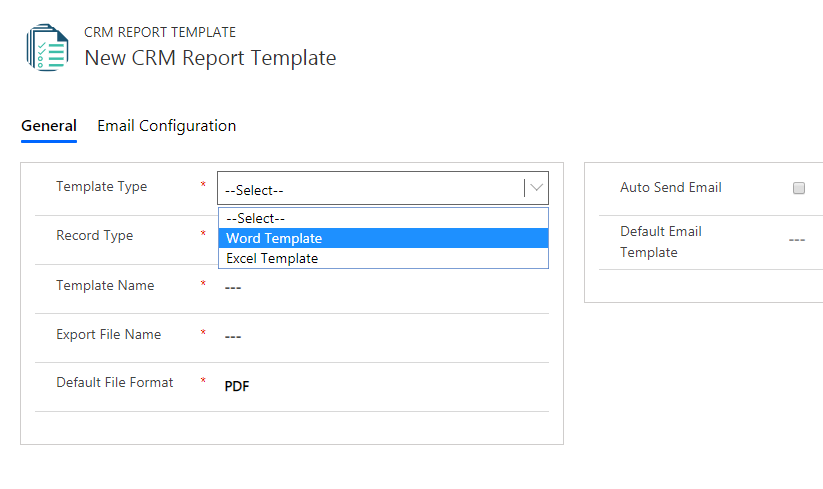 CRM REPORT TEMPLATE
New CRM Report Template
General
Email Configuration
Template Type *
--Select--
--Select--
Word Template
Excel Template
Record Type *
Template Name * ---
Export File Name * ---
Default File Format * PDF
Auto Send Email
Default Email
Template
---